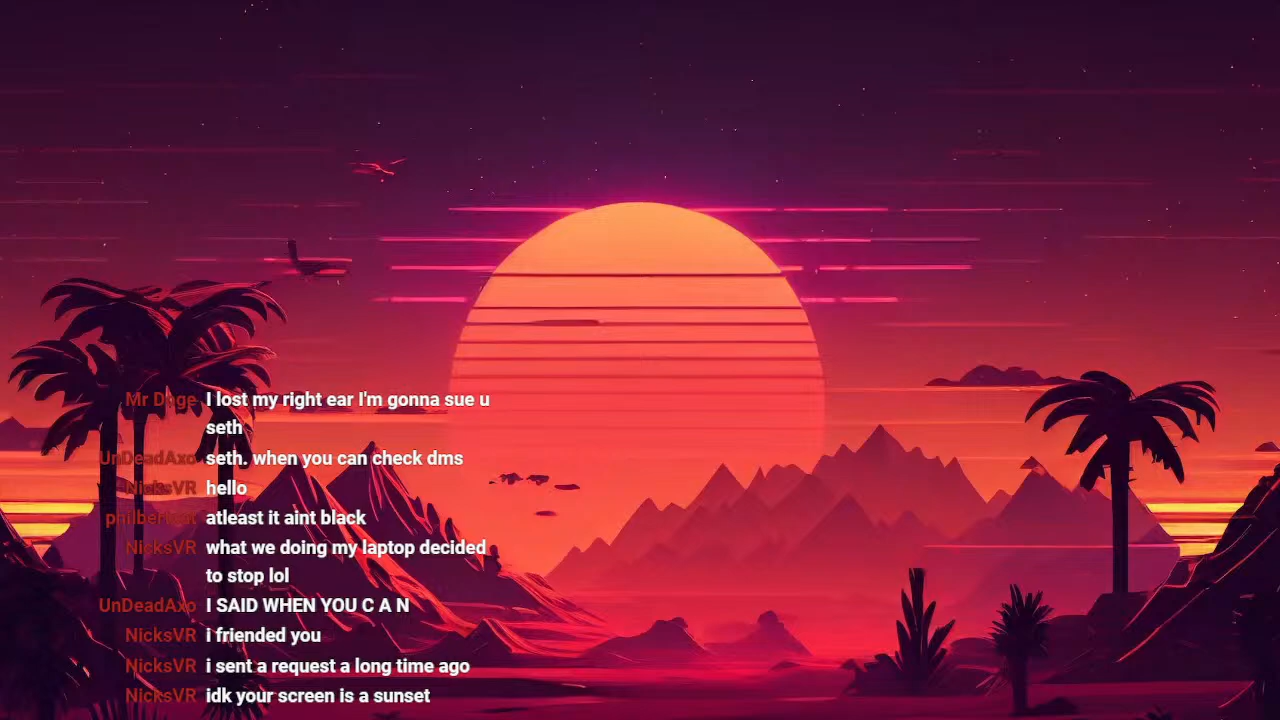 Mr Doge I lost my right ear I'm gonna sue u
seth
UnDeadAxo seth. when you can check dms
NicksVR hello
atleast it aint black
NicksVR what we doing my laptop decided
to stop lol
UnDeadAxo I SAID WHEN YOU C A N
NicksVR i friended you
NicksVR i sent a request a long time ago
NicksVR idk your screen is a sunset